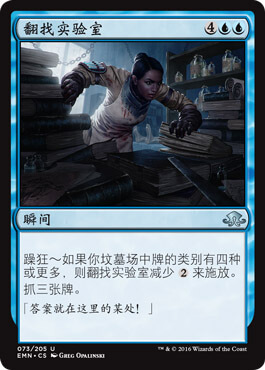 翻找实验室 4
瞬间
躁狂～如果你坟墓场中牌的类别有四种
或更多，则翻找实验室减少 2 来施放。
抓三张牌。
「答案就在这里的某处！」
073/205 U
EMN • CS Greg Opalinski
™ & © 2016 Wizards of the Coast